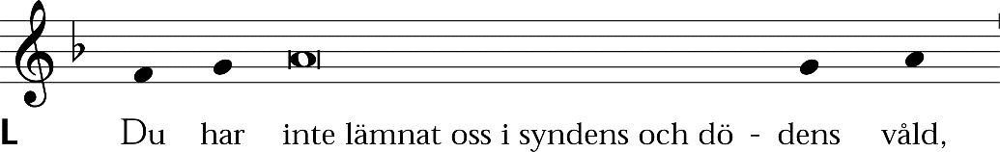 L Du har inte lämnat oss i syndens och dö - dens våld,